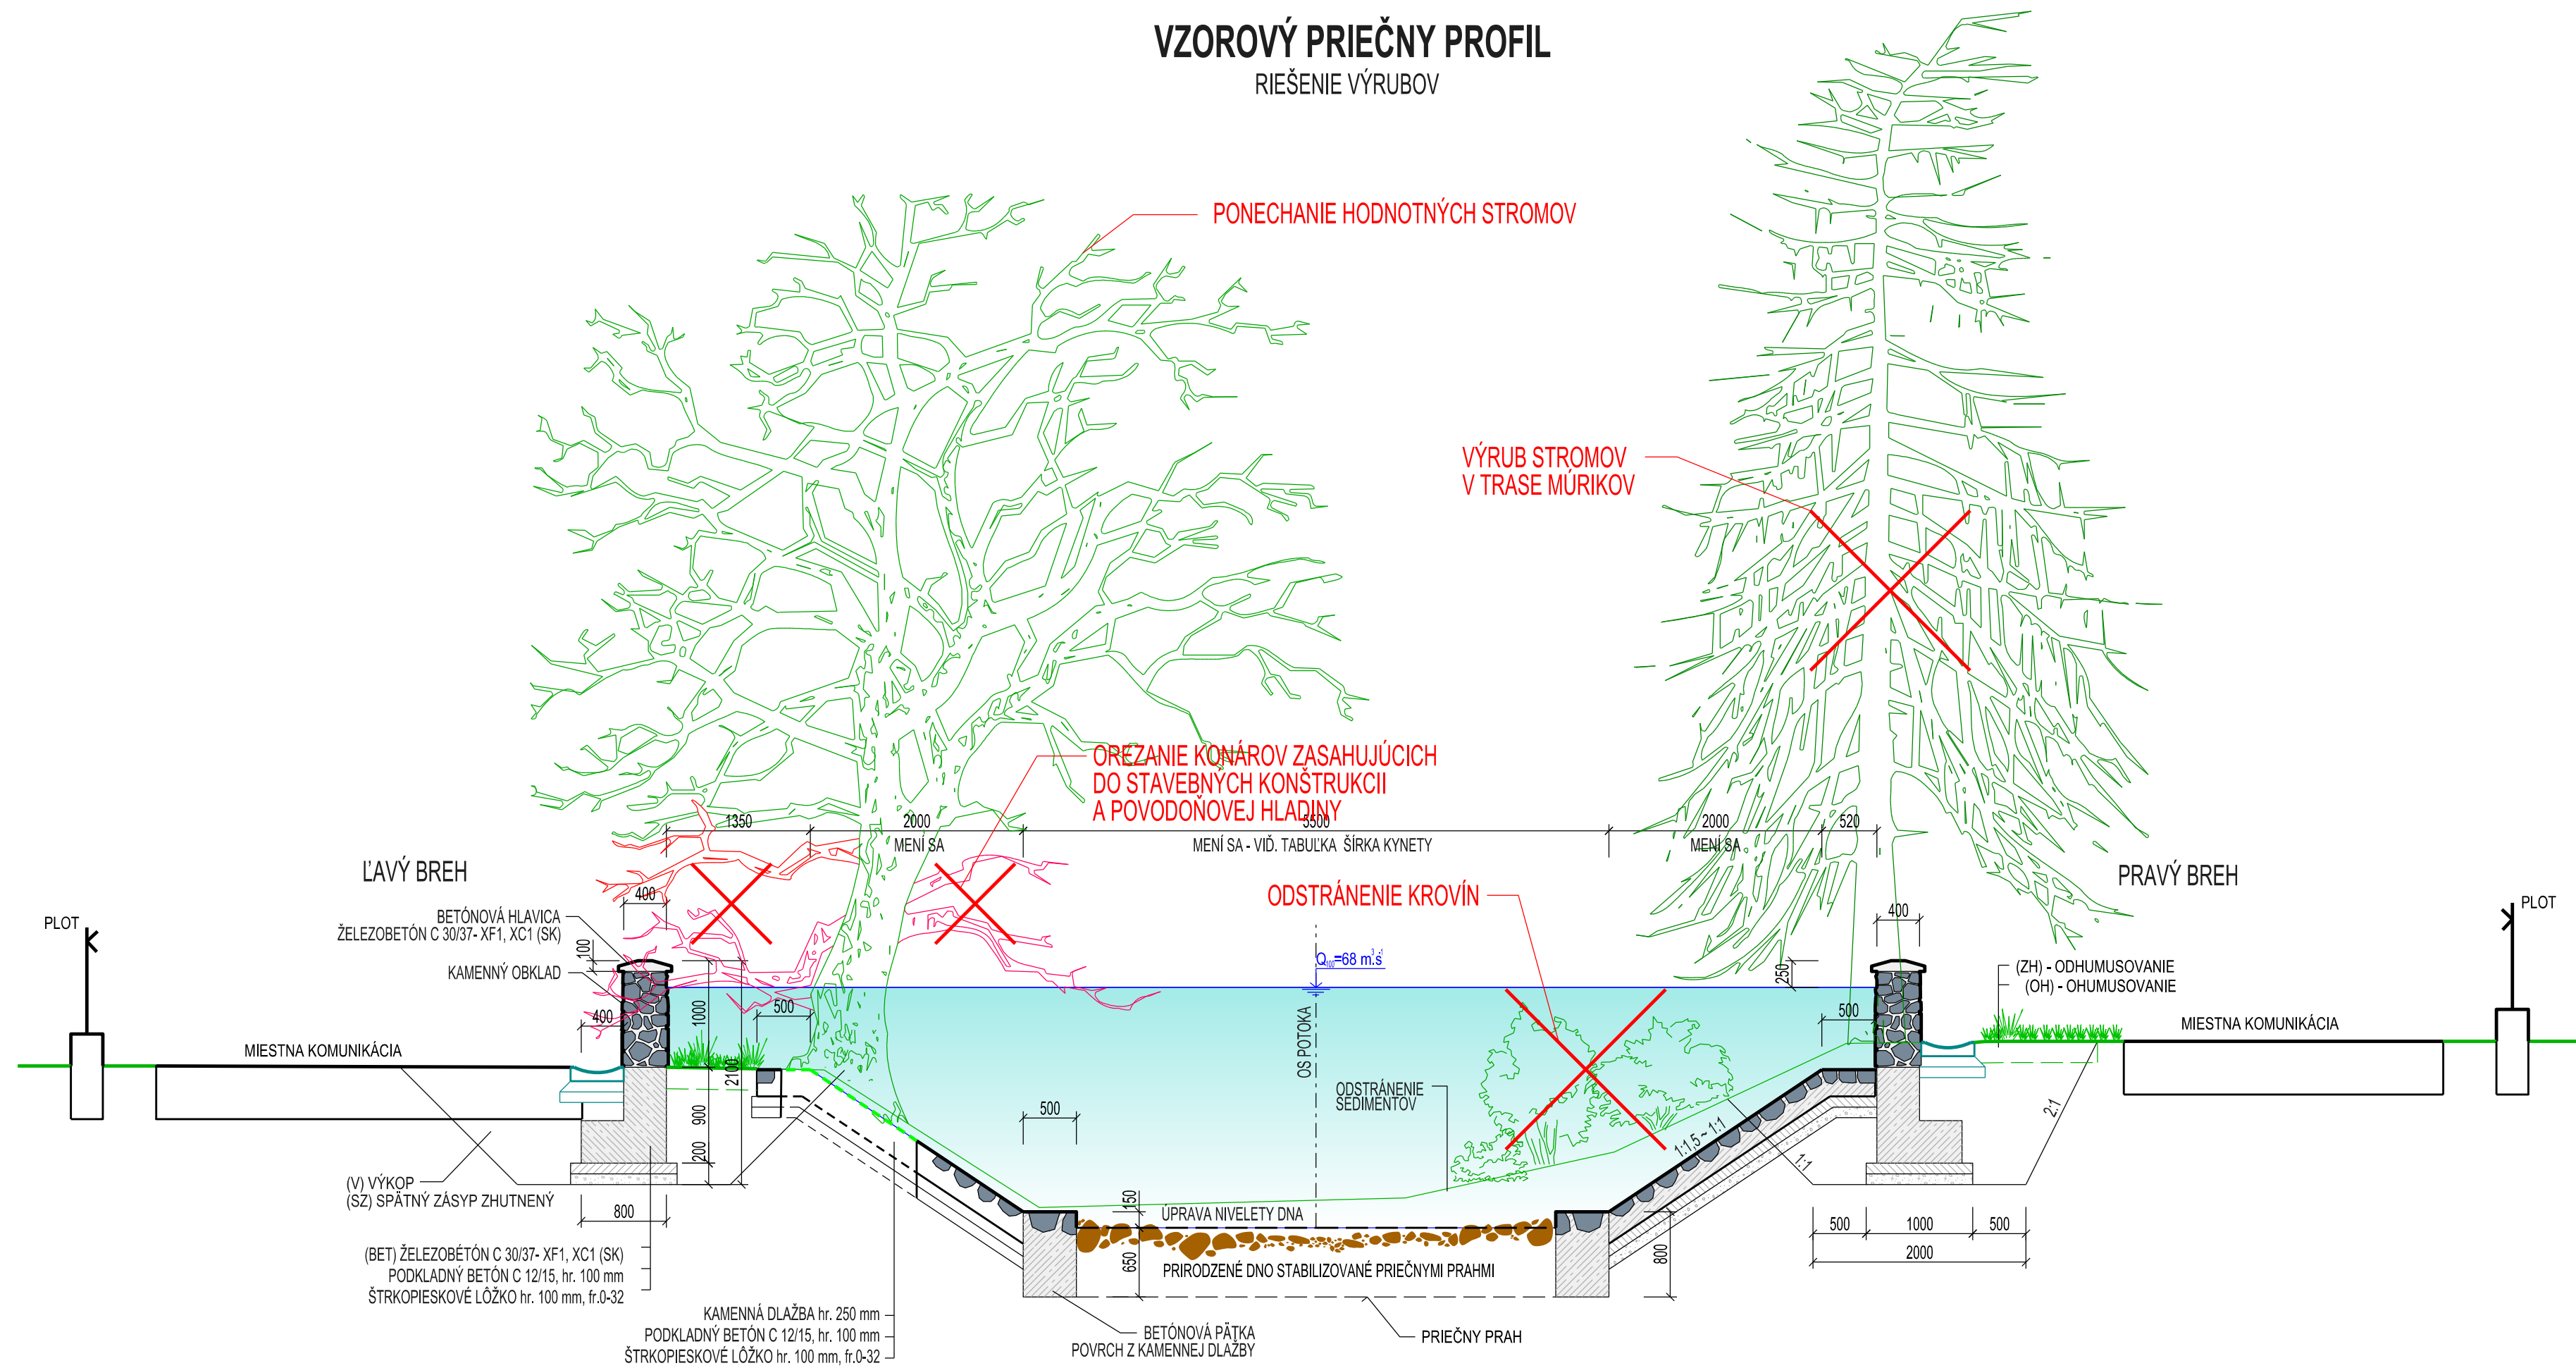 VZOROVÝ PRIEČNY PROFIL
RIEŠENIE VÝRUBOV
PONECHANIE HODNOTNÝCH STROMOV
VÝRUB STROMOV
V TRASE MÚRIKOV
OREZANIE KONÁROV ZASAHUJÚCICH
DO STAVEBNÝCH KONŠTRUKCII
A POVODOŇOVEJ HLADINY
1350
2000
5500
2000
520
MENÍ SA
MENÍ SA - VIĎ. TABUĽKA ŠÍRKA KYNETY
MENÍ SA
ĽAVÝ BREH
PRAVÝ BREH
ODSTRÁNENIE KROVÍN
400
400
PLOT
PLOT
BETÓNOVÁ HLAVICA
ŽELEZOBETÓN C 30/37- XF1, XC1 (SK)
100
KAMENNÝ OBKLAD
Q100=68 m3.s-1
250
(ZH) - ODHUMUSOVANIE
(OH) - OHUMUSOVANIE
400
1000
500
500
OS POTOKA
MIESTNA KOMUNIKÁCIA
MIESTNA KOMUNIKÁCIA
2100
900
200
500
ODSTRÁNENIE
SEDIMENTOV
1:1,5 ~ 1:1
1:1
2:1
(V) VÝKOP
(SZ) SPÄTNÝ ZÁSYP ZHUTNENÝ
800
150
ÚPRAVA NIVELETY DNA
500
1000
500
2000
650
800
PRIRODZENÉ DNO STABILIZOVANÉ PRIEČNYMI PRAHMI
(BET) ŽELEZOBÉTÓN C 30/37- XF1, XC1 (SK)
PODKLADNÝ BETÓN C 12/15, hr. 100 mm
ŠTRKOPIESKOVÉ LÔŽKO hr. 100 mm, fr.0-32
KAMENNÁ DLAŽBA hr. 250 mm
PODKLADNÝ BETÓN C 12/15, hr. 100 mm
ŠTRKOPIESKOVÉ LÔŽKO hr. 100 mm, fr.0-32
BETÓNOVÁ PÄTKA
POVRCH Z KAMENNEJ DLAŽBY
PRIEČNY PRAH